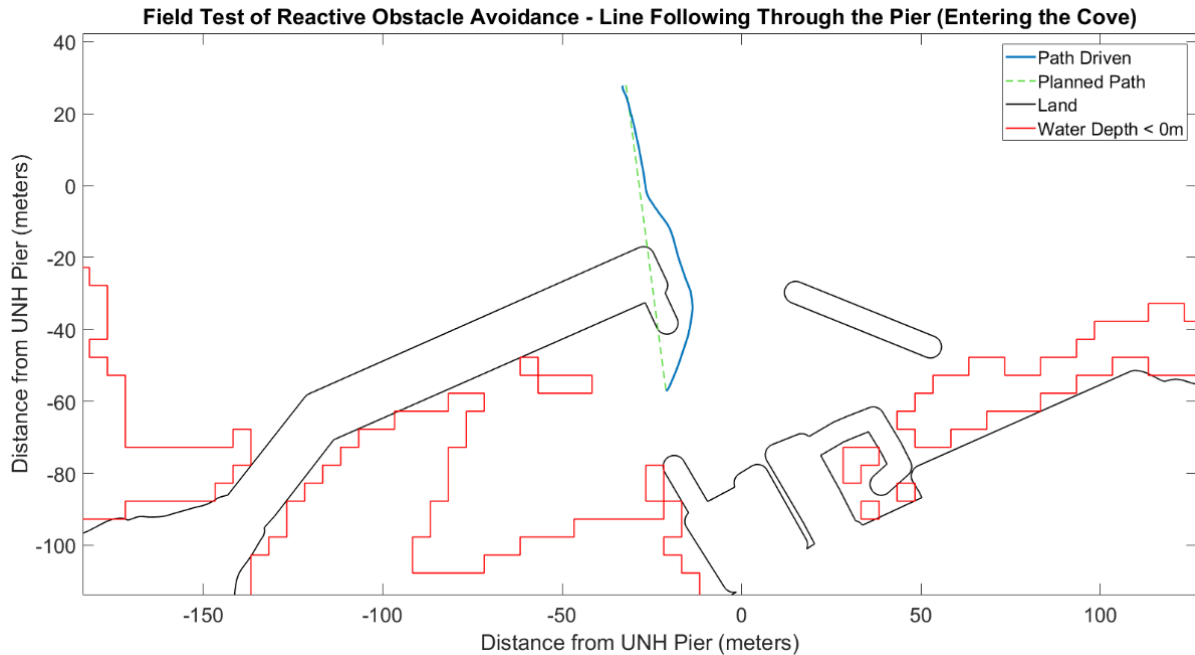 Field Test of Reactive Obstacle Avoidance - Line Following Through the Pier (Entering the Cove)
Path Driven
Planned Path
Land
Water Depth < 0m
Distance from UNH Pier (meters)
40
20
0
-20
-40
-60
-80
-100
-150
-100
-50
0
50
100
Distance from UNH Pier (meters)